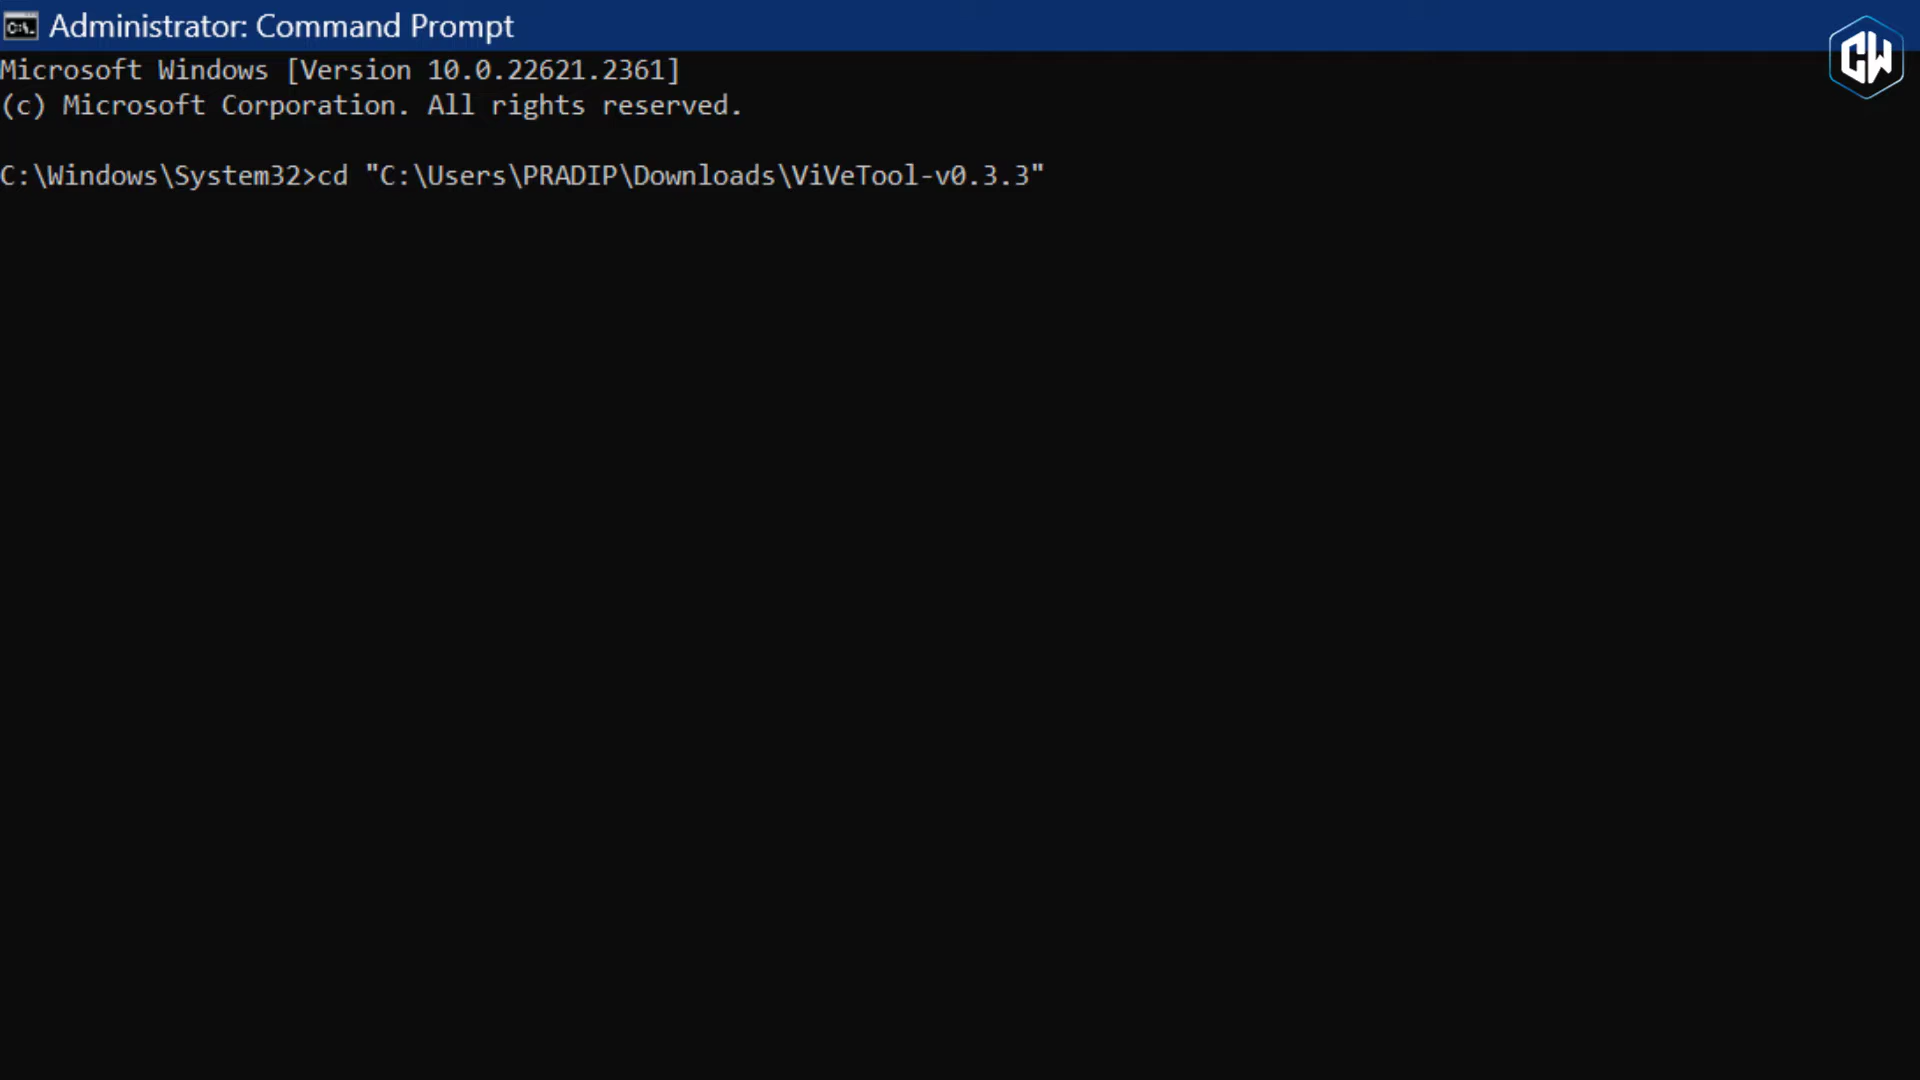 Administrator: Command Prompt
Microsoft Windows [Version 10.0.22621.2361]
(c) Microsoft Corporation. All rights reserved.
C:\Windows\System32>cd "C:\Users\PRADIP\Downloads\ViVeTool-v0.3.3"
CW